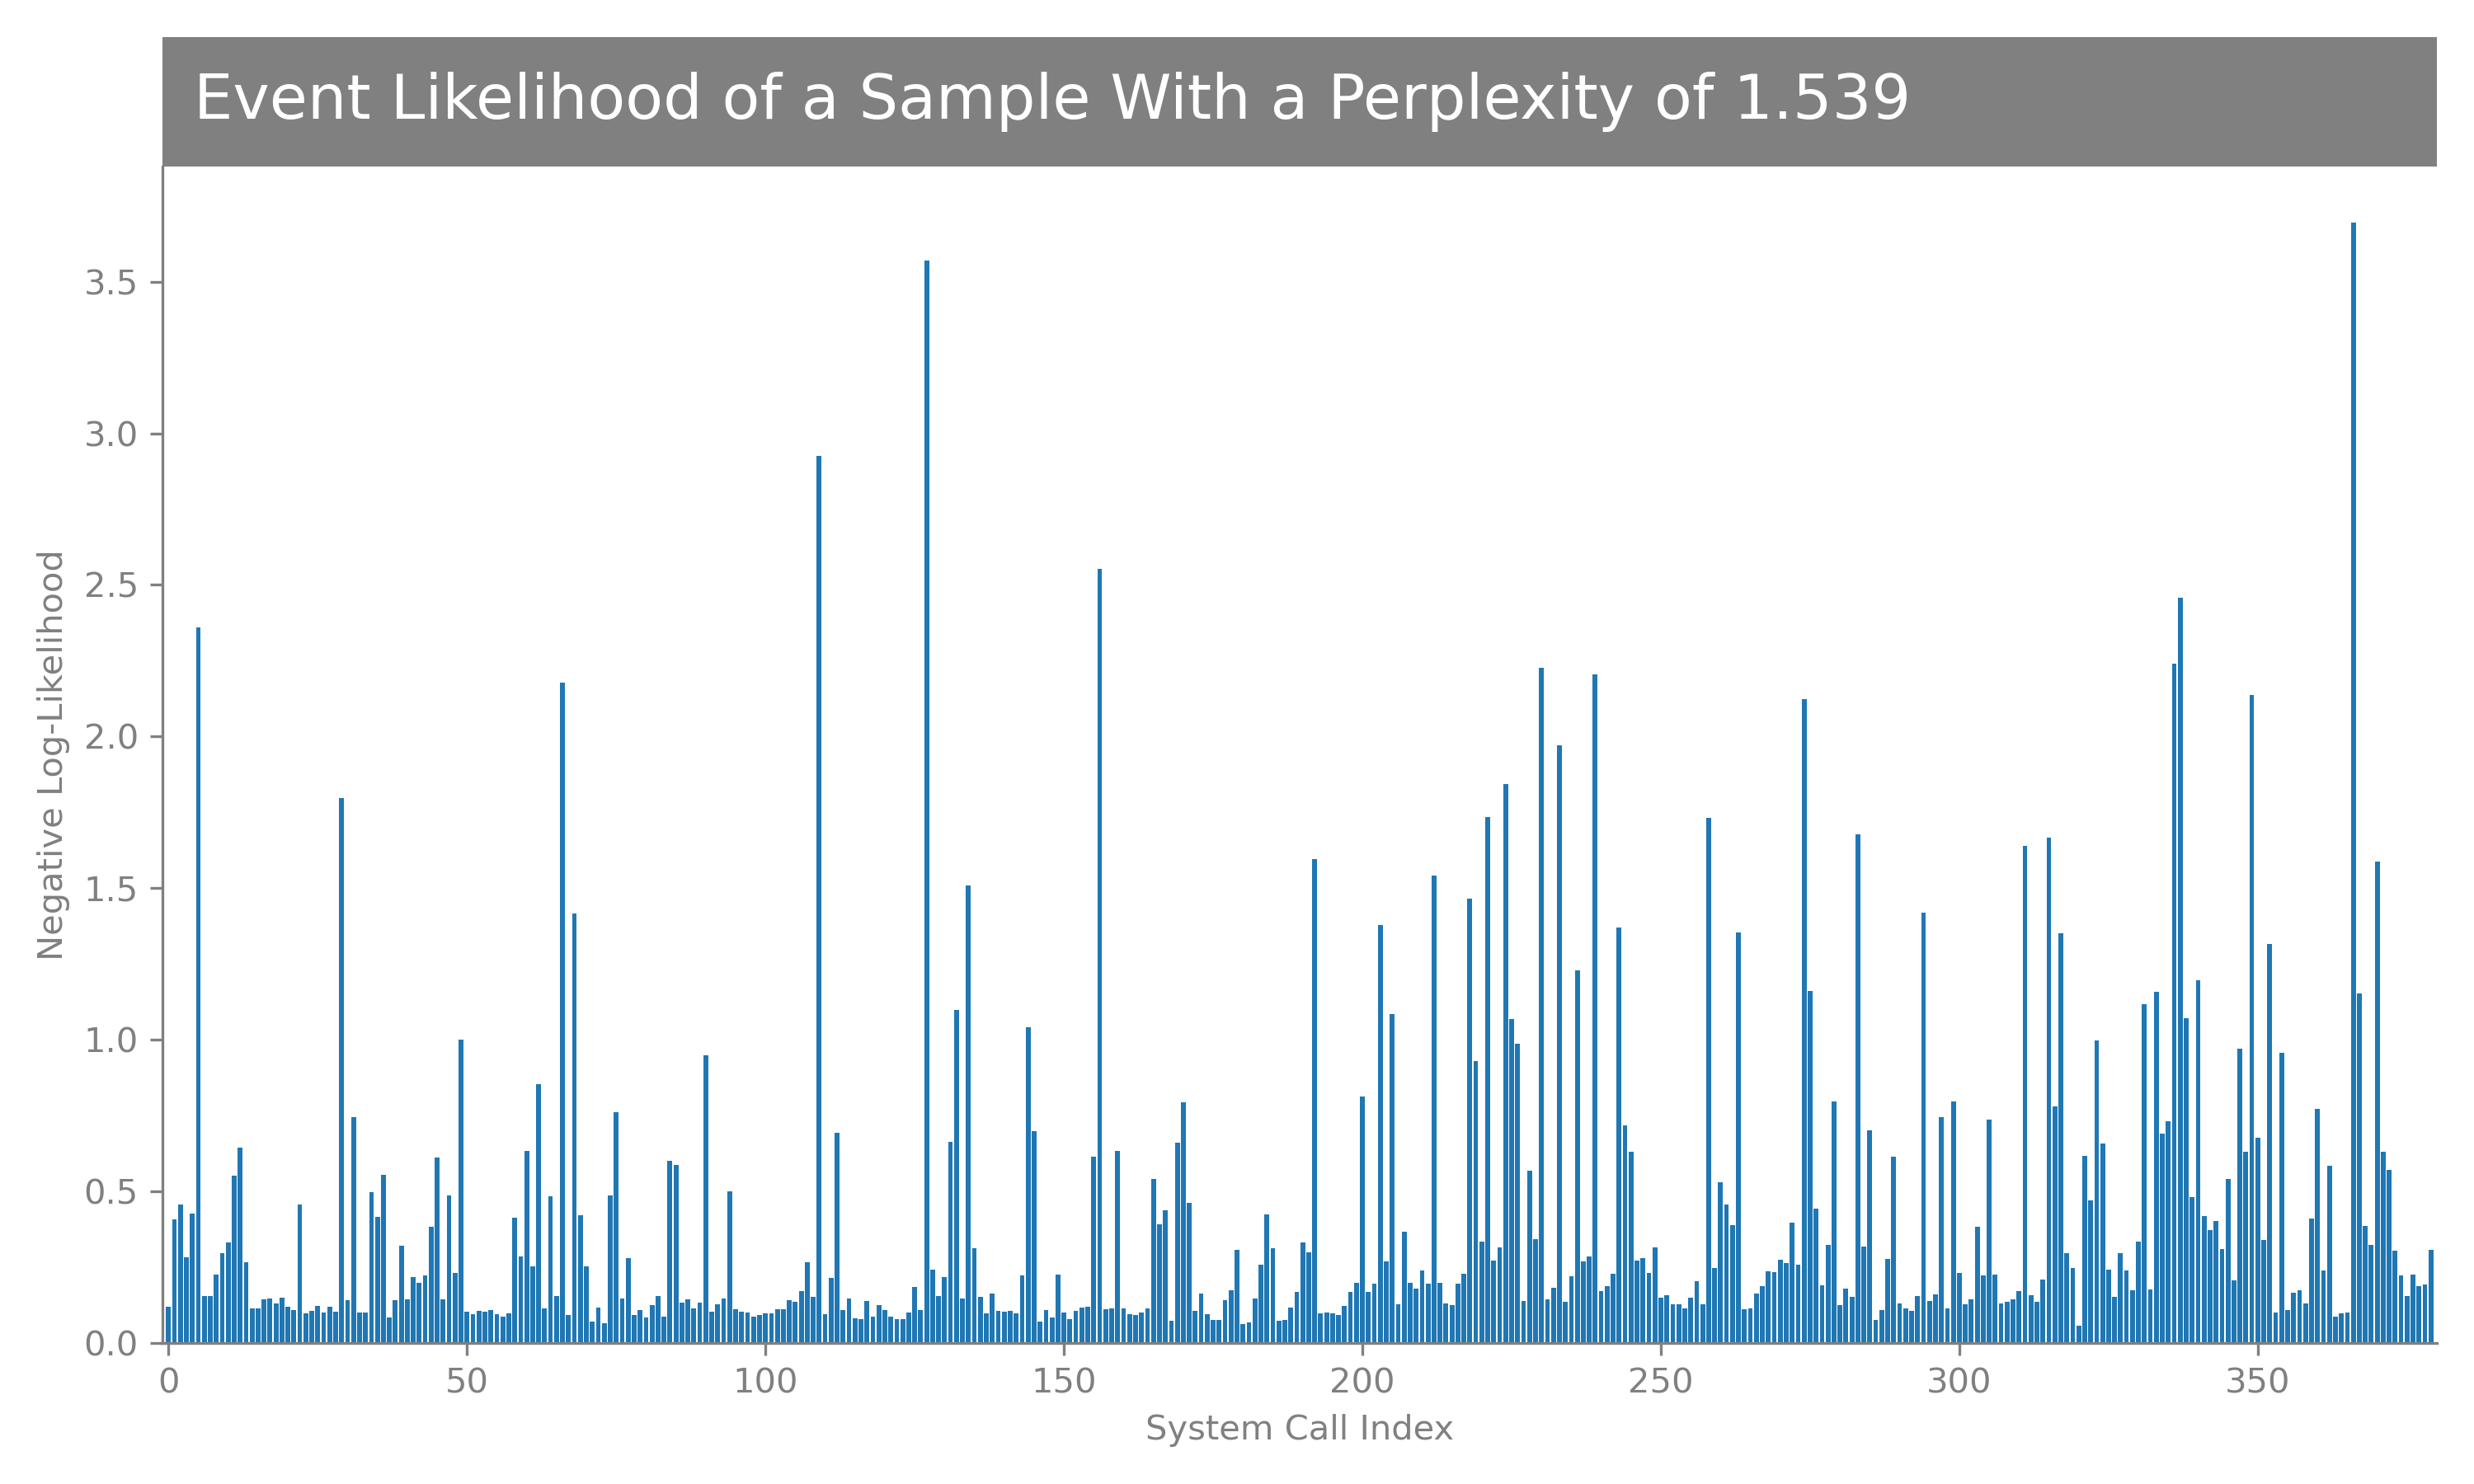 Event Likelihood of a Sample With a Perplexity of 1.539
Negative Log-Likelihood
3.5
3.0
2.5
2.0
1.5
1.0
0.5
0.0
0 50 100 150 200 250 300 350
System Call Index